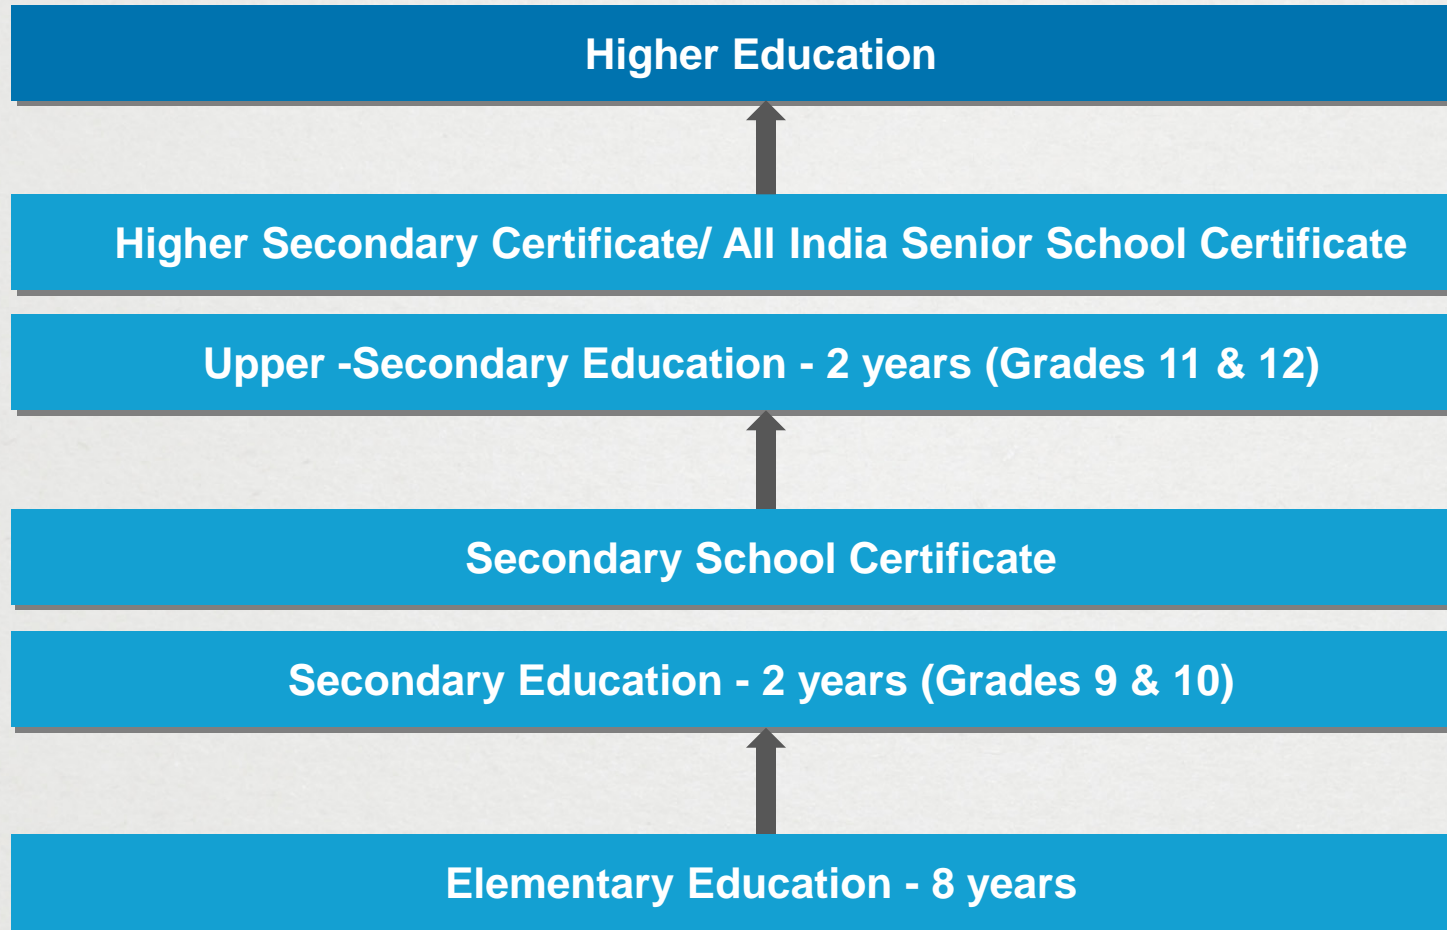 Higher Education
Higher Secondary Certificate/ All India Senior School Certificate
Upper -Secondary Education - 2 years (Grades 11 & 12)
Secondary School Certificate
Secondary Education - 2 years (Grades 9 & 10)
Elementary Education - 8 years